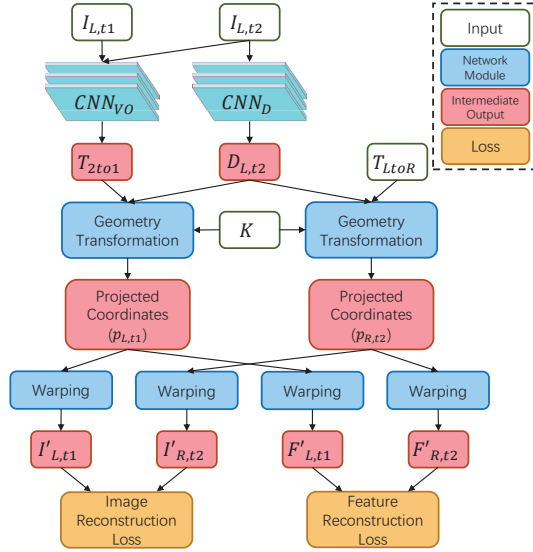 I_{L,t1}
I_{L,t2}
Input
Network
Module
Intermediate
Output
Loss
CNN_{VO}
CNN_D
T_{2to1}
D_{L,t2}
T_{LtoR}
Geometry
Transformation
K
Geometry
Transformation
Projected
Coordinates
(p_{L,t1})
Projected
Coordinates
(p_{R,t2})
Warping
Warping
Warping
Warping
I'_{L,t1}
I'_{R,t2}
F'_{L,t1}
F'_{R,t2}
Image
Reconstruction
Loss
Feature
Reconstruction
Loss